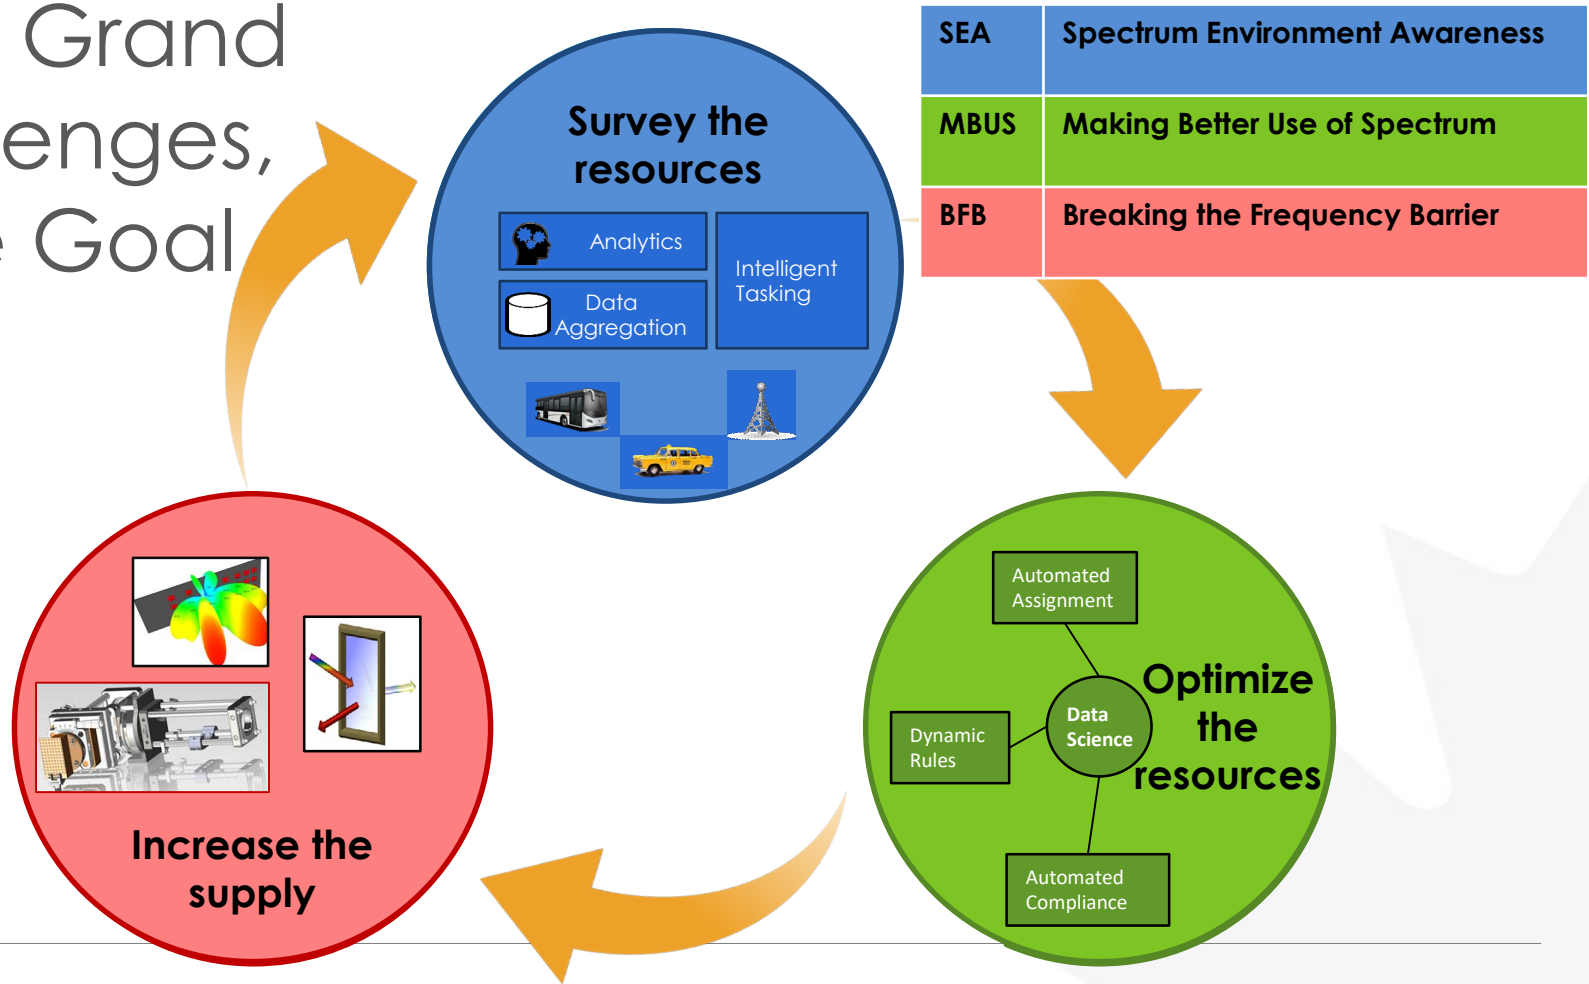 Grand
enges,
e Goal
SEA Spectrum Environment Awareness
MBUS Making Better Use of Spectrum
BFB Breaking the Frequency Barrier
Survey the
resources
Analytics
Data
Aggregation
Intelligent
Tasking
Automated
Assignment
Optimize
the
resources
Data
Science
Dynamic
Rules
Automated
Compliance
Increase the
supply